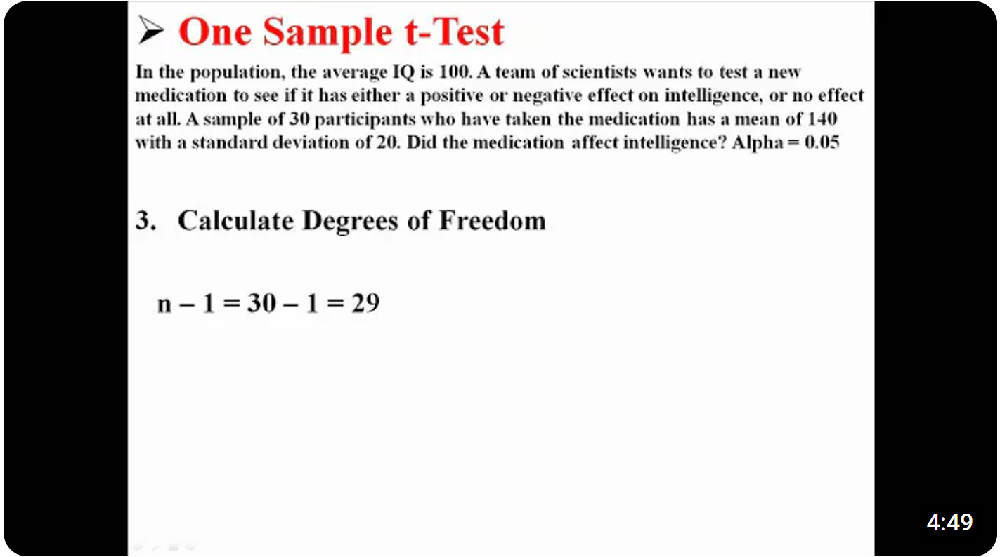 ➢ One Sample t-Test
In the population, the average IQ is 100. A team of scientists wants to test a new
medication to see if it has either a positive or negative effect on intelligence, or no effect
at all. A sample of 30 participants who have taken the medication has a mean of 140
with a standard deviation of 20. Did the medication affect intelligence? Alpha = 0.05
3. Calculate Degrees of Freedom
n – 1 = 30 – 1 = 29
4:49